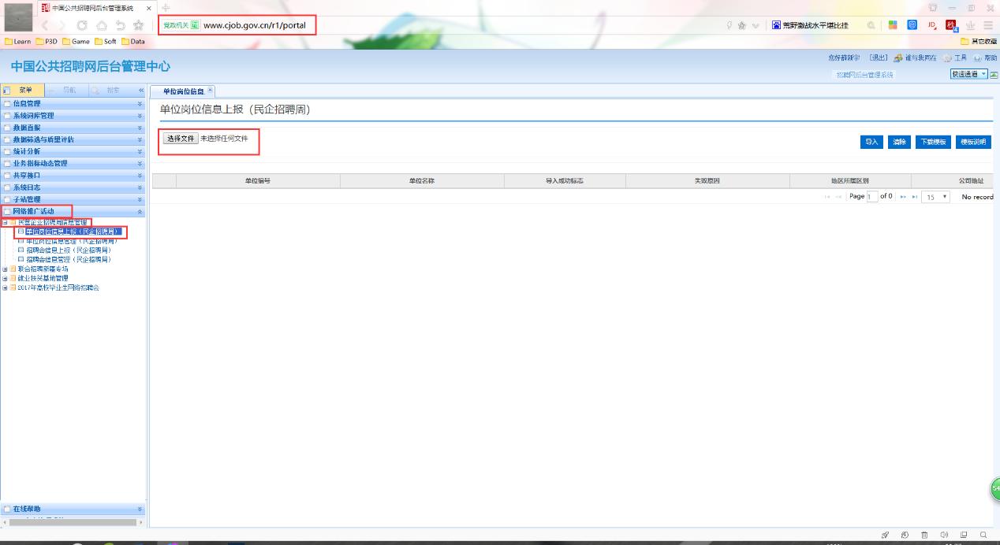 中国公共招聘网后台管理系统
党政机关 证 www.cjob.gov.cn/r1/portal
荒野激战水平堪比挂
Learn P3D Game Soft Data
其它收藏
中国公共招聘网后台管理中心
您好薛新宇 [退出] 谁与我同在 工具 帮助
招聘网后台管理系统
快速通道
菜单 导航 搜索
信息管理
系统词库管理
数据直报
数据筛选与质量评估
统计分析
业务指标动态管理
共享接口
系统日志
子站管理
网络推广活动
民营企业招聘周信息管理
单位岗位信息上报(民企招聘周)
单位岗位信息管理(民企招聘周)
招聘会信息上报(民企招聘周)
招聘会信息管理(民企招聘周)
联合招聘新疆专场
就业扶奖基地管理
2017年高校毕业生网络招聘会
在线帮助
单位岗位信息
单位岗位信息上报(民企招聘周)
选择文件 未选择任何文件
导入 清除 下载模板 模板说明
单位编号 单位名称 导入成功标志 失败原因 地区所属区划 公司地址
Page 1 of 0 15 No record
54